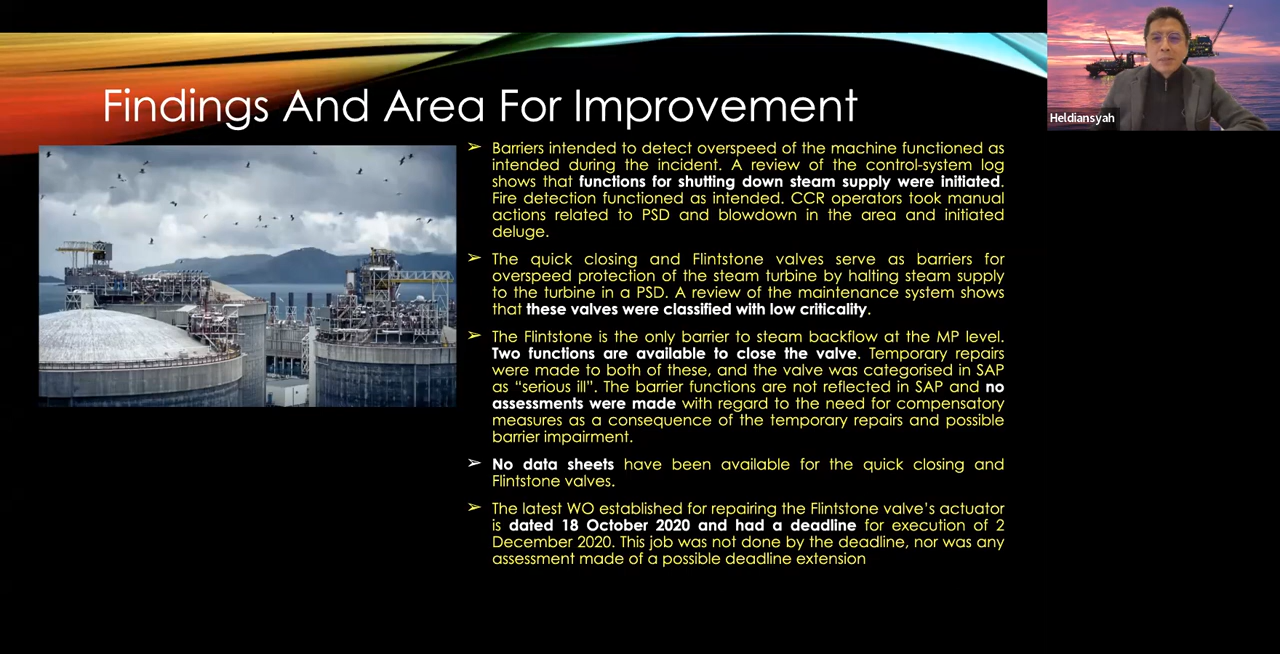 Heldiansyah
Findings And Area For Improvement
➢ Barriers intended to detect overspeed of the machine functioned as
intended during the incident. A review of the control-system log
shows that functions for shutting down steam supply were initiated.
Fire detection functioned as intended. CCR operators took manual
actions related to PSD and blowdown in the area and initiated
deluge.
➢ The quick closing and Flintstone valves serve as barriers for
overspeed protection of the steam turbine by halting steam supply
to the turbine in a PSD. A review of the maintenance system shows
that these valves were classified with low criticality.
➢ The Flintstone is the only barrier to steam backflow at the MP level.
Two functions are available to close the valve. Temporary repairs
were made to both of these, and the valve was categorised in SAP
as “serious ill”. The barrier functions are not reflected in SAP and no
assessments were made with regard to the need for compensatory
measures as a consequence of the temporary repairs and possible
barrier impairment.
➢ No data sheets have been available for the quick closing and
Flintstone valves.
➢ The latest WO established for repairing the Flintstone valve’s actuator
is dated 18 October 2020 and had a deadline for execution of 2
December 2020. This job was not done by the deadline, nor was any
assessment made of a possible deadline extension